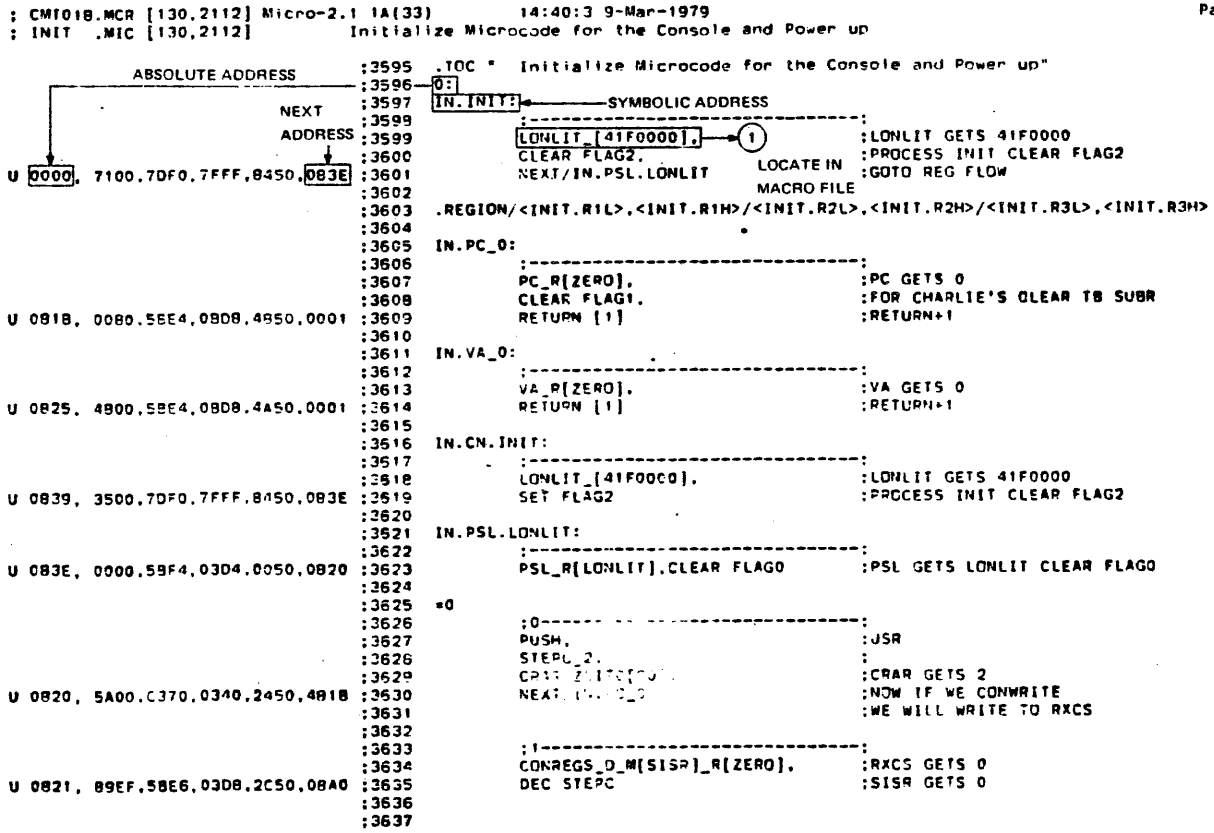 ; CMT018.MCR [130,2112] Micro-2.1 1A(33) 14:40:3 9-Mar-1979 Pa
; INIT .MIC [130,2112] Initialize Microcode for the Console and Power up
;3595 .TOC " Initialize Microcode for the Console and Power up"
ABSOLUTE ADDRESS
;3596 0:
;3597 IN.INIT: SYMBOLIC ADDRESS
NEXT
ADDRESS
;3599 ;--------------------------------;
;3599 LONLIT_[41F0000], 1 ;LONLIT GETS 41F0000
;3600 CLEAR FLAG2, ;PROCESS INIT CLEAR FLAG2
LOCATE IN
MACRO FILE
U 0000, 7100,7DF0,7FFF,8450,083E ;3601 NEXT/IN.PSL.LONLIT ;GOTO REG FLOW
;3602
;3603 .REGION/<INIT.R1L>,<INIT.R1H>/<INIT.R2L>,<INIT.R2H>/<INIT.R3L>,<INIT.R3H>
;3604
;3605 IN.PC_0:
;3606 ;--------------------------------;
;3607 PC_R[ZERO], ;PC GETS 0
;3608 CLEAR FLAG1, ;FOR CHARLIE'S CLEAR TB SUBR
U 081B, 0080,5BE4,08D8,4850,0001 ;3609 RETURN [1] ;RETURN+1
;3610
;3611 IN.VA_0:
;3612 ;--------------------------------;
;3613 VA_R[ZERO], ;VA GETS 0
U 0825, 4800,5BE4,08D8,4A50,0001 ;3614 RETURN [1] ;RETURN+1
;3615
;3516 IN.CN.INIT:
;3517 ;--------------------------------;
;3518 LONLIT_[41F0000], ;LONLIT GETS 41F0000
U 0839, 3500,7DF0,7FFF,8450,083E ;3519 SET FLAG2 ;PROCESS INIT CLEAR FLAG2
;3620
;3521 IN.PSL.LONLIT:
;3622 ;--------------------------------;
U 083E, 0000,59F4,03D4,0050,0820 ;3623 PSL_R[LONLIT],CLEAR FLAG0 ;PSL GETS LONLIT CLEAR FLAG0
;3624
;3625 =0
;3626 ;0-------------------------------;
;3627 PUSH, ;JSR
;3628 STEPC_2, ;
;3629 ;CRAR GETS 2
U 0820, 5A00,C370,0340,2450,481B ;3630 ;NOW IF WE CONWRITE
;3631 ;WE WILL WRITE TO RXCS
;3632
;3633 ;1-------------------------------;
;3634 CONREGS_D_M[SISR]_R[ZERO], ;RXCS GETS 0
U 0821, 89EF,58E6,03D8,2C50,08A0 ;3635 DEC STEPC ;SISR GETS 0
;3636
;3637